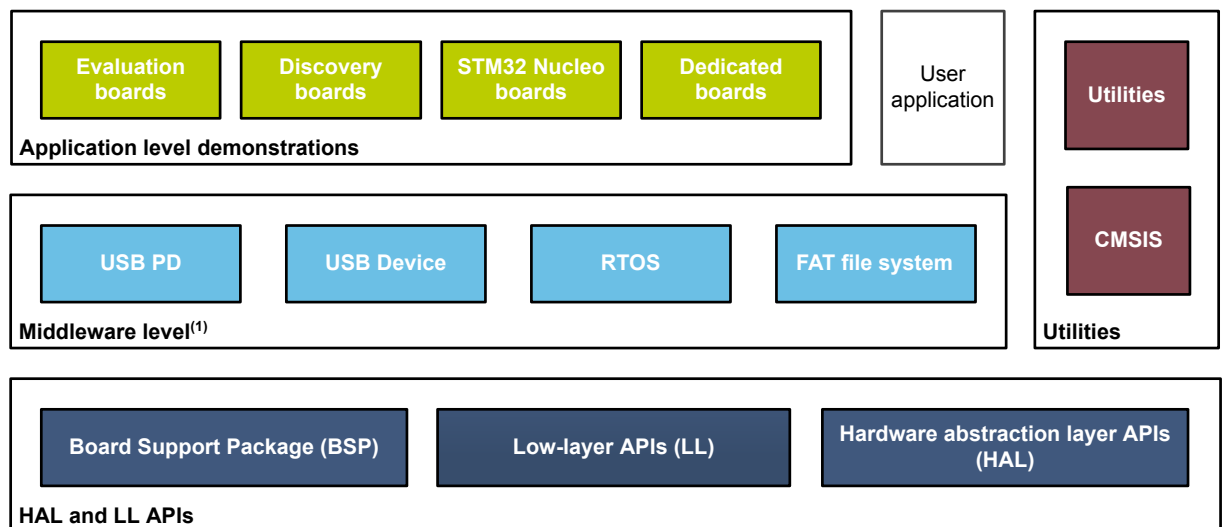 Evaluation
boards
Discovery
boards
STM32 Nucleo
boards
Dedicated
boards
Application level demonstrations
User
application
Utilities
CMSIS
Utilities
USB PD
USB Device
RTOS
FAT file system
Middleware level(1)
Board Support Package (BSP)
Low-layer APIs (LL)
Hardware abstraction layer APIs
(HAL)
HAL and LL APIs